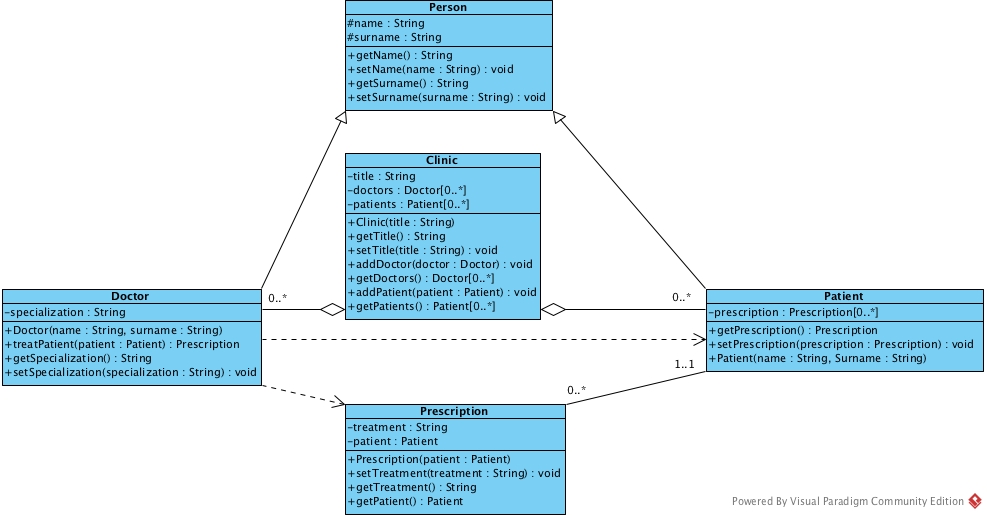 Person
#name : String
#surname : String
+getName() : String
+setName(name : String) : void
+getSurname() : String
+setSurname(surname : String) : void
Clinic
-title : String
-doctors : Doctor[0..*]
-patients : Patient[0..*]
+Clinic(title : String)
+getTitle() : String
+setTitle(title : String) : void
+addDoctor(doctor : Doctor) : void
+getDoctors() : Doctor[0..*]
+addPatient(patient : Patient) : void
+getPatients() : Patient[0..*]
Doctor
-specialization : String
+Doctor(name : String, surname : String)
+treatPatient(patient : Patient) : Prescription
+getSpecialization() : String
+setSpecialization(specialization : String) : void
0..*
0..*
Patient
-prescription : Prescription[0..*]
+getPrescription() : Prescription
+setPrescription(prescription : Prescription) : void
+Patient(name : String, Surname : String)
1..1
0..*
Prescription
-treatment : String
-patient : Patient
+Prescription(patient : Patient)
+setTreatment(treatment : String) : void
+getTreatment() : String
+getPatient() : Patient
Powered By Visual Paradigm Community Edition